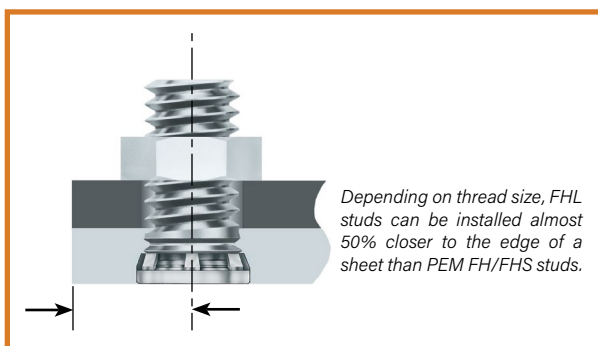 Depending on thread size, FHL
studs can be installed almost
50% closer to the edge of a
sheet than PEM FH/FHS studs.